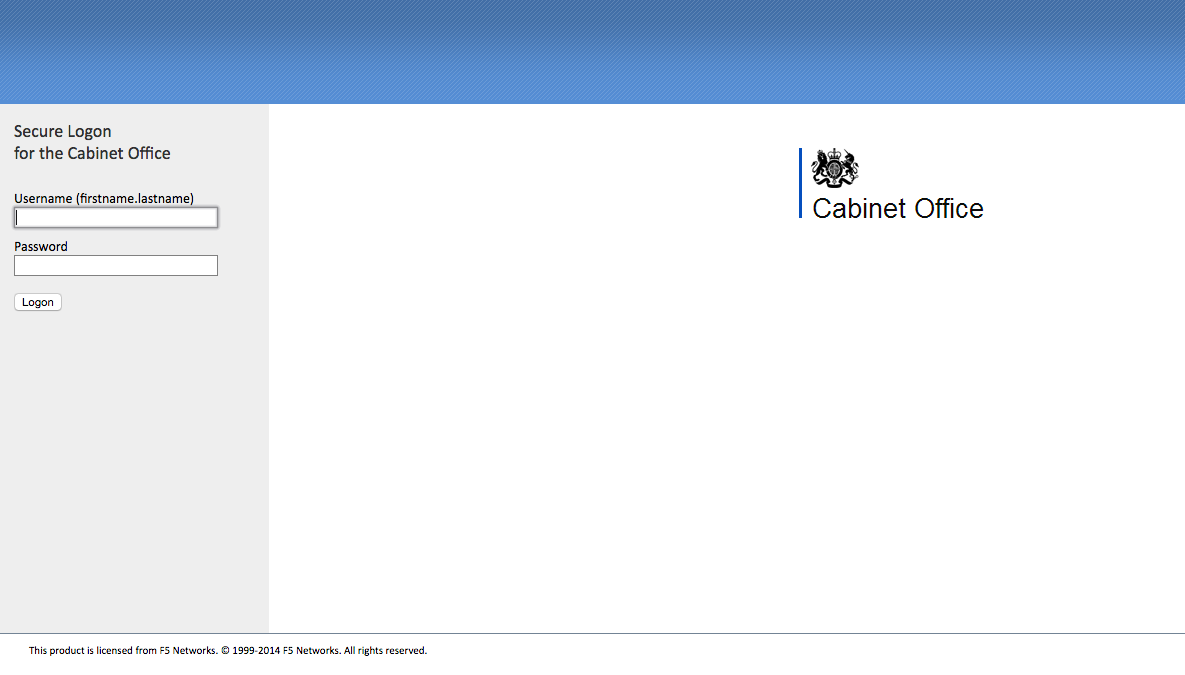 Secure Logon
for the Cabinet Office
Username (firstname.lastname)
Password
Logon
Cabinet Office
This product is licensed from F5 Networks. © 1999-2014 F5 Networks. All rights reserved.